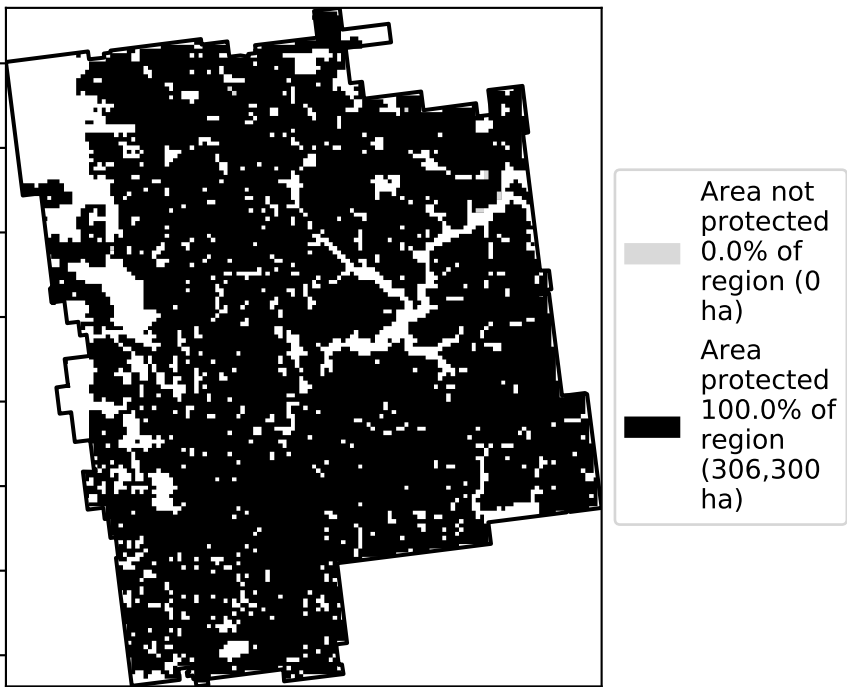 Area not
protected
0.0% of
region (0
ha)
Area
protected
100.0% of
region
(306,300
ha)